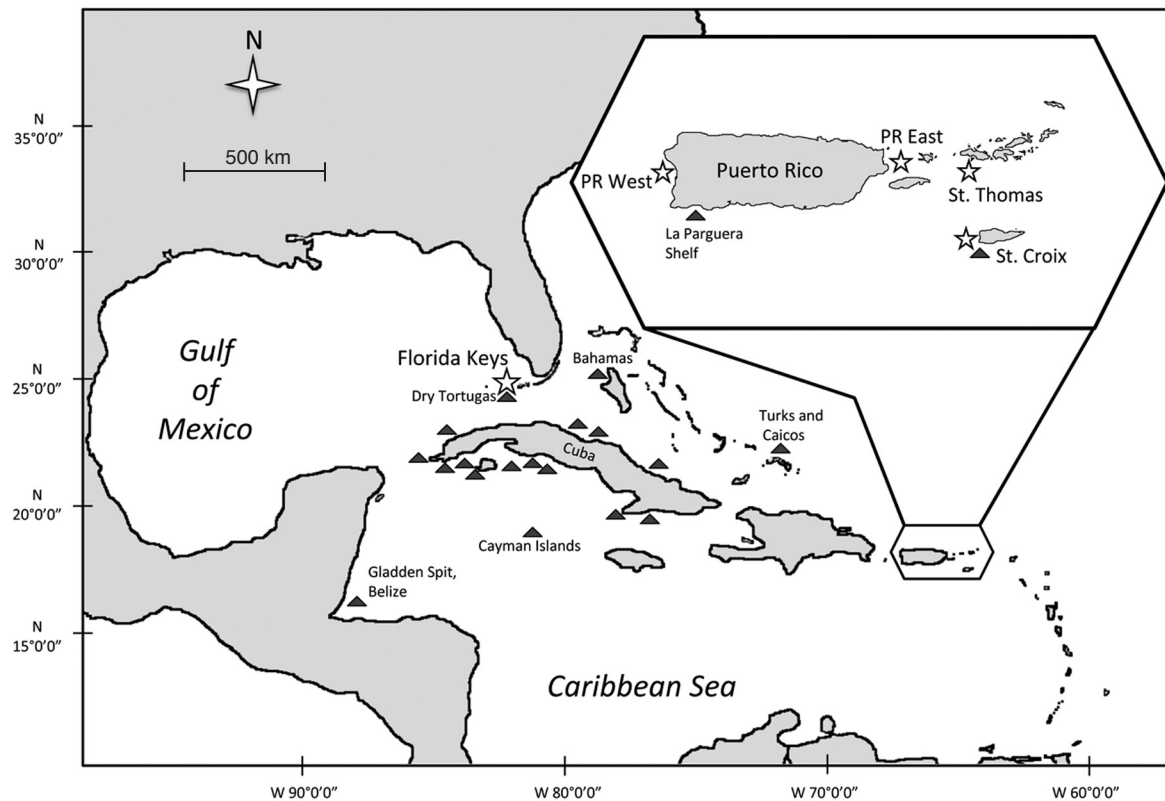 N
500 km
N
35°0'0"
N
30°0'0"
N
25°0'0"
N
20°0'0"
N
15°0'0"
PR East
PR West
Puerto Rico
St. Thomas
La Parguera
Shelf
St. Croix
Gulf
of
Mexico
Florida Keys
Dry Tortugas
Bahamas
Turks and
Caicos
Cuba
Cayman Islands
Gladden Spit,
Belize
Caribbean Sea
W 90°0'0"
W 80°0'0"
W 70°0'0"
W 60°0'0"